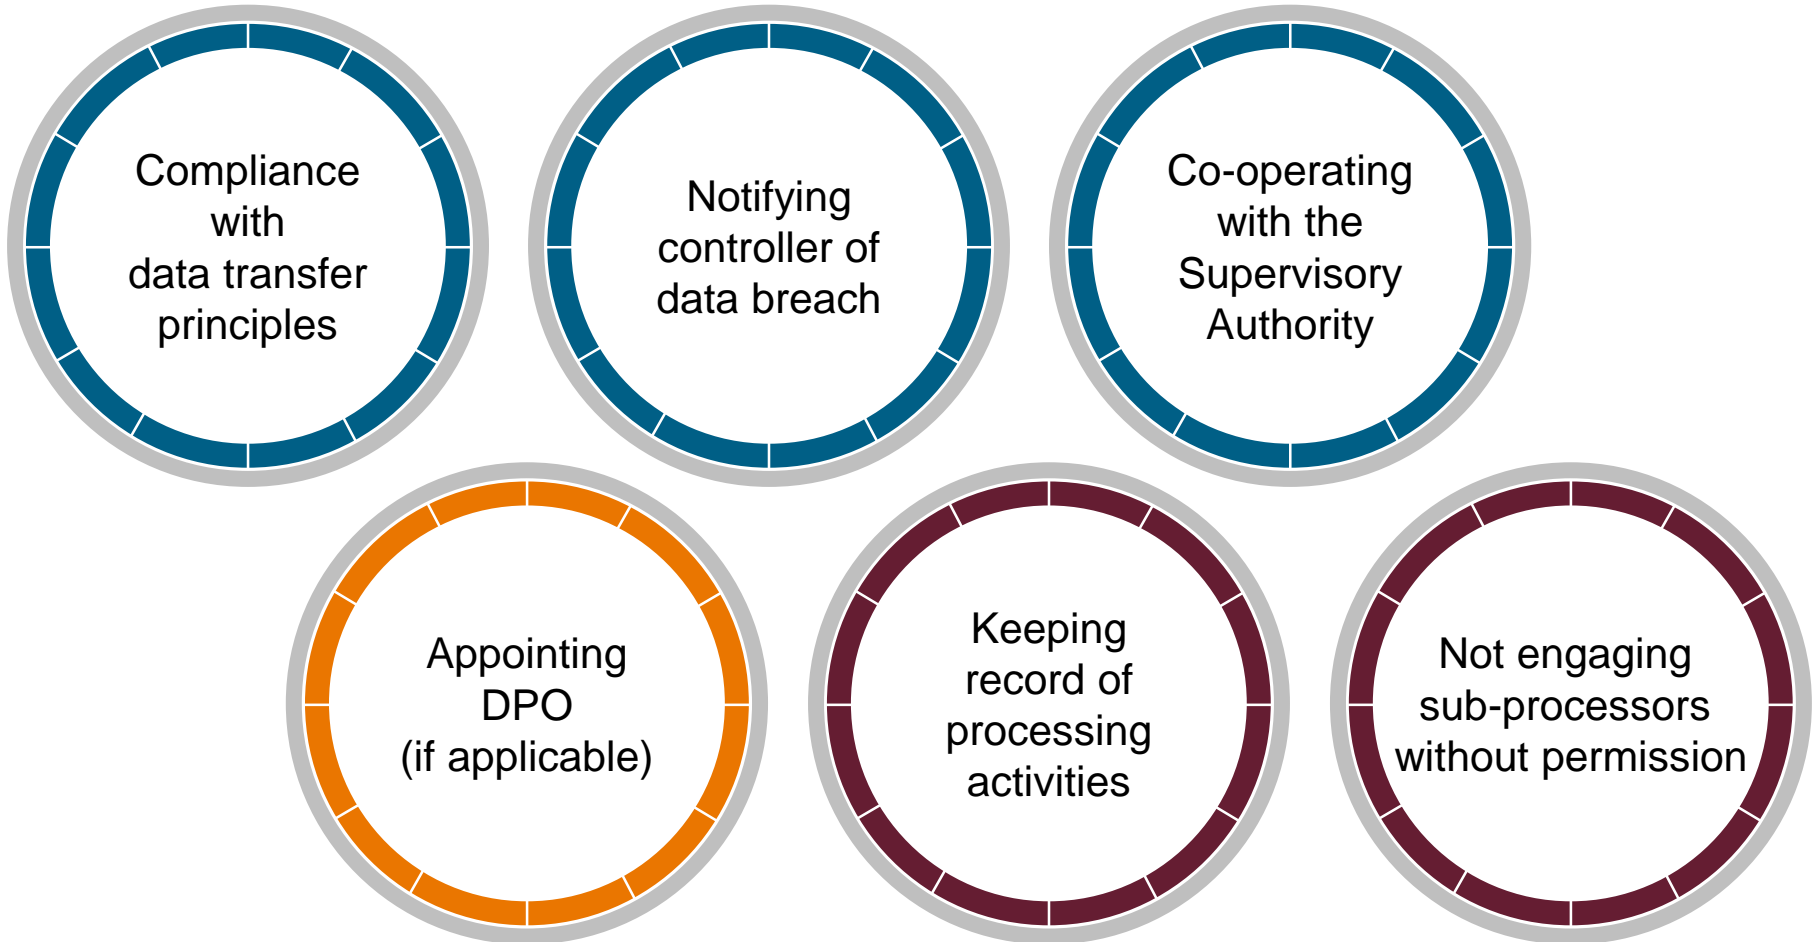 Compliance
with
data transfer
principles
Notifying
controller of
data breach
Co-operating
with the
Supervisory
Authority
Appointing
DPO
(if applicable)
Keeping
record of
processing
activities
Not engaging
sub-processors
without permission